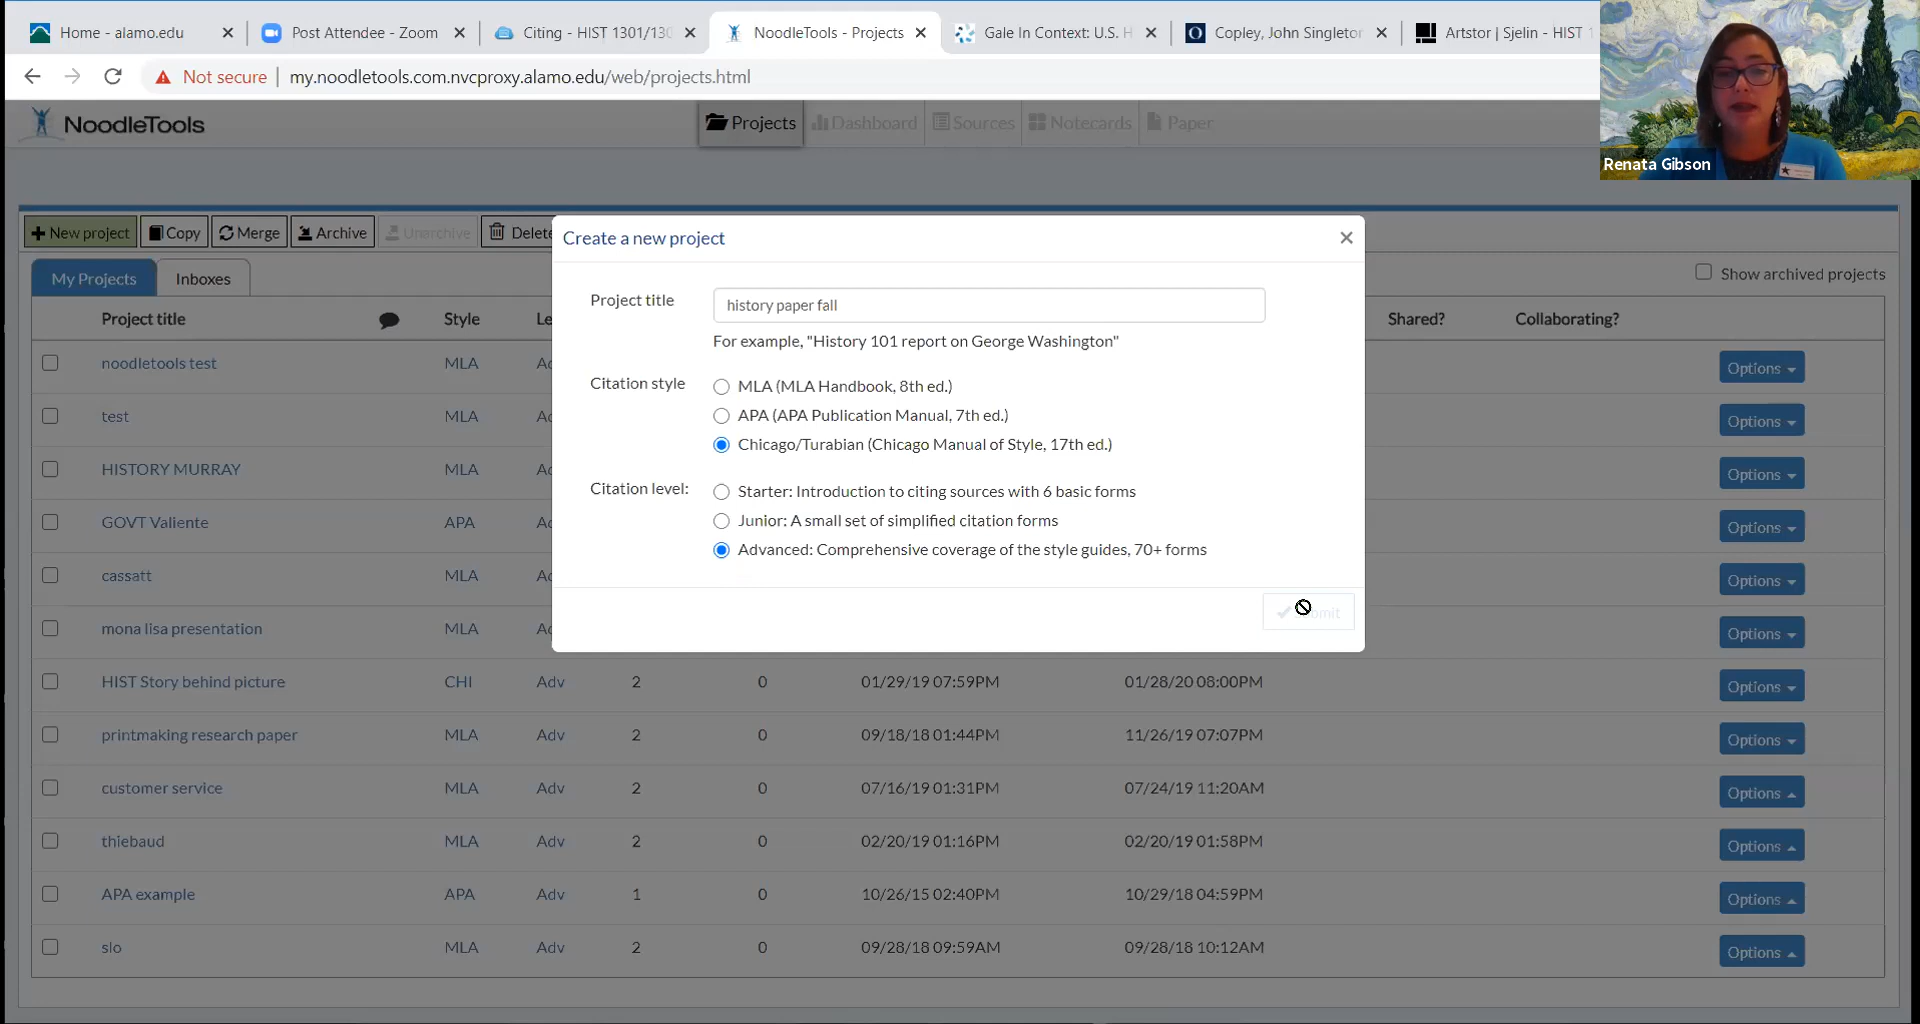 Home - alamo.edu
Post Attendee - Zoom
Citing - HIST 1301/130
NoodleTools - Projects
Gale In Context: U.S. H
Copley, John Singleton
Artstor | Sjelin - HIST 1
Not secure | my.noodletools.com.nvcproxy.alamo.edu/web/projects.html
Renata Gibson
NoodleTools
Projects Dashboard Sources Notecards Paper
New project Copy Merge Archive Unarchive Delete
Create a new project
My Projects Inboxes
Show archived projects
Project title Style Le Shared? Collaborating?
Project title history paper fall
For example, "History 101 report on George Washington"
Citation style
MLA (MLA Handbook, 8th ed.)
APA (APA Publication Manual, 7th ed.)
Chicago/Turabian (Chicago Manual of Style, 17th ed.)
Citation level:
Starter: Introduction to citing sources with 6 basic forms
Junior: A small set of simplified citation forms
Advanced: Comprehensive coverage of the style guides, 70+ forms
noodletools test MLA Ad Options
test MLA Ad Options
HISTORY MURRAY MLA Ad Options
GOVT Valiente APA Ad Options
cassatt MLA Ad Options
mona lisa presentation MLA Ad Options
HIST Story behind picture CHI Adv 2 0 01/29/19 07:59PM 01/28/20 08:00PM Options
printmaking research paper MLA Adv 2 0 09/18/18 01:44PM 11/26/19 07:07PM Options
customer service MLA Adv 2 0 07/16/19 01:31PM 07/24/19 11:20AM Options
thiebaud MLA Adv 2 0 02/20/19 01:16PM 02/20/19 01:58PM Options
APA example APA Adv 1 0 10/26/15 02:40PM 10/29/18 04:59PM Options
slo MLA Adv 2 0 09/28/18 09:59AM 09/28/18 10:12AM Options